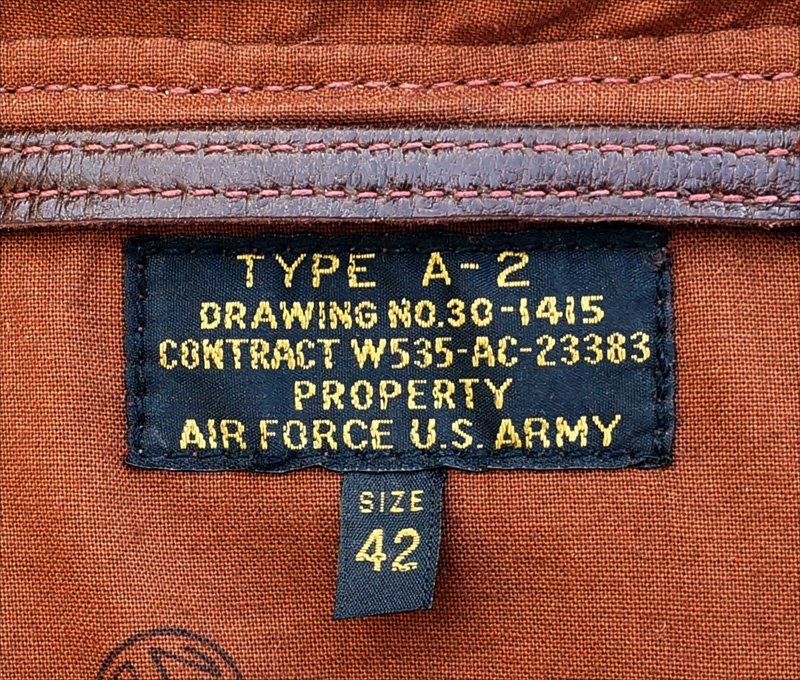 TYPE A-2
DRAWING NO.30-1415
CONTRACT W535-AC-23383
PROPERTY
AIR FORCE U.S. ARMY
SIZE
42